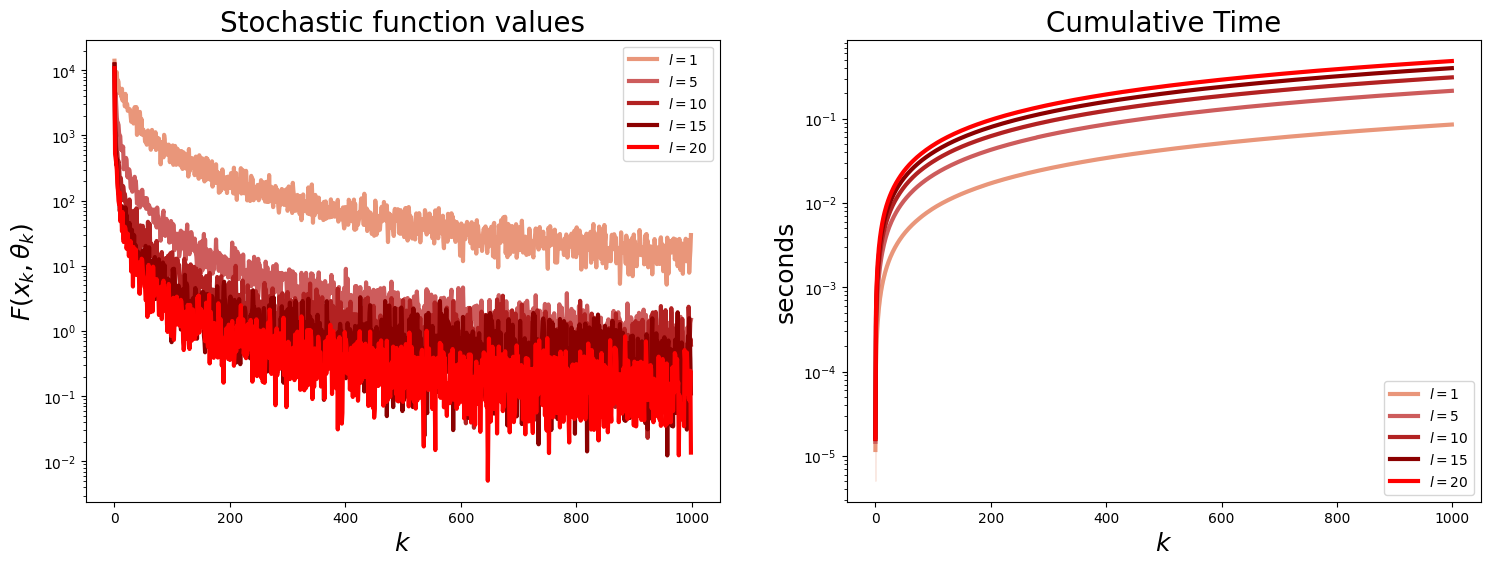 Stochastic function values
F(x_k, θ_k)
10^4
10^3
10^2
10^1
10^0
10^−1
10^−2
l = 1
l = 5
l = 10
l = 15
l = 20
0 200 400 600 800 1000
k
Cumulative Time
seconds
10^−1
10^−2
10^−3
10^−4
10^−5
l = 1
l = 5
l = 10
l = 15
l = 20
0 200 400 600 800 1000
k